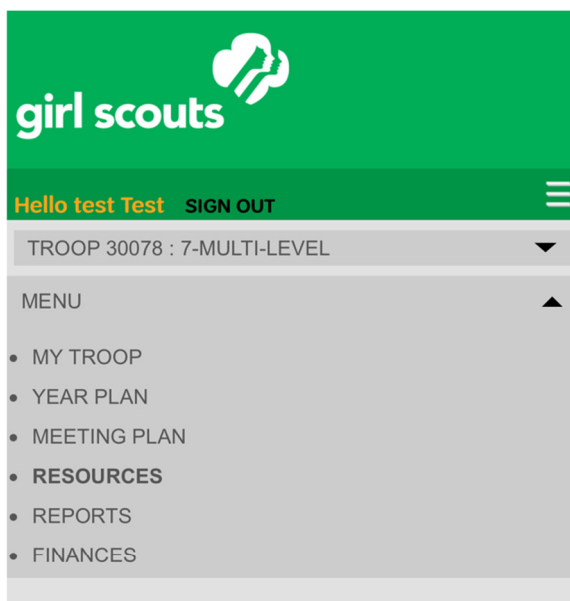 girl scouts
Hello test Test SIGN OUT
TROOP 30078 : 7-MULTI-LEVEL
MENU
MY TROOP
YEAR PLAN
MEETING PLAN
RESOURCES
REPORTS
FINANCES